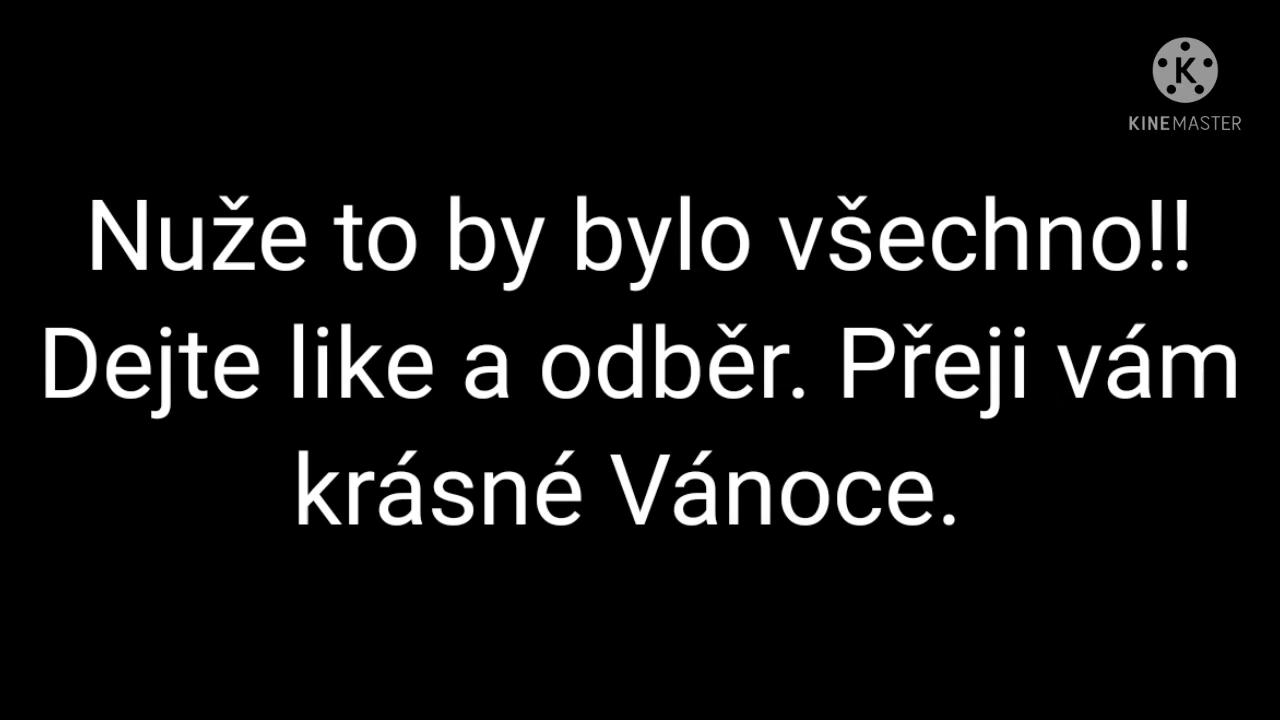 K
KINEMASTER
Nuže to by bylo všechno!!
Dejte like a odběr. Přeji vám
krásné Vánoce.